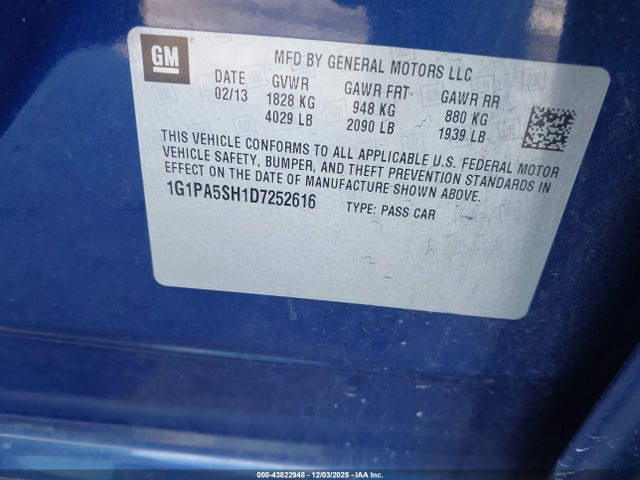 GM
MFD BY GENERAL MOTORS LLC
DATE GVWR GAWR FRT GAWR RR
02/13 1828 KG 948 KG 880 KG
4029 LB 2090 LB 1939 LB
THIS VEHICLE CONFORMS TO ALL APPLICABLE U.S. FEDERAL MOTOR
VEHICLE SAFETY, BUMPER, AND THEFT PREVENTION STANDARDS IN
EFFECT ON THE DATE OF MANUFACTURE SHOWN ABOVE.
1G1PA5SH1D7252616 TYPE: PASS CAR
000-43822948 - 12/03/2025 - IAA Inc.